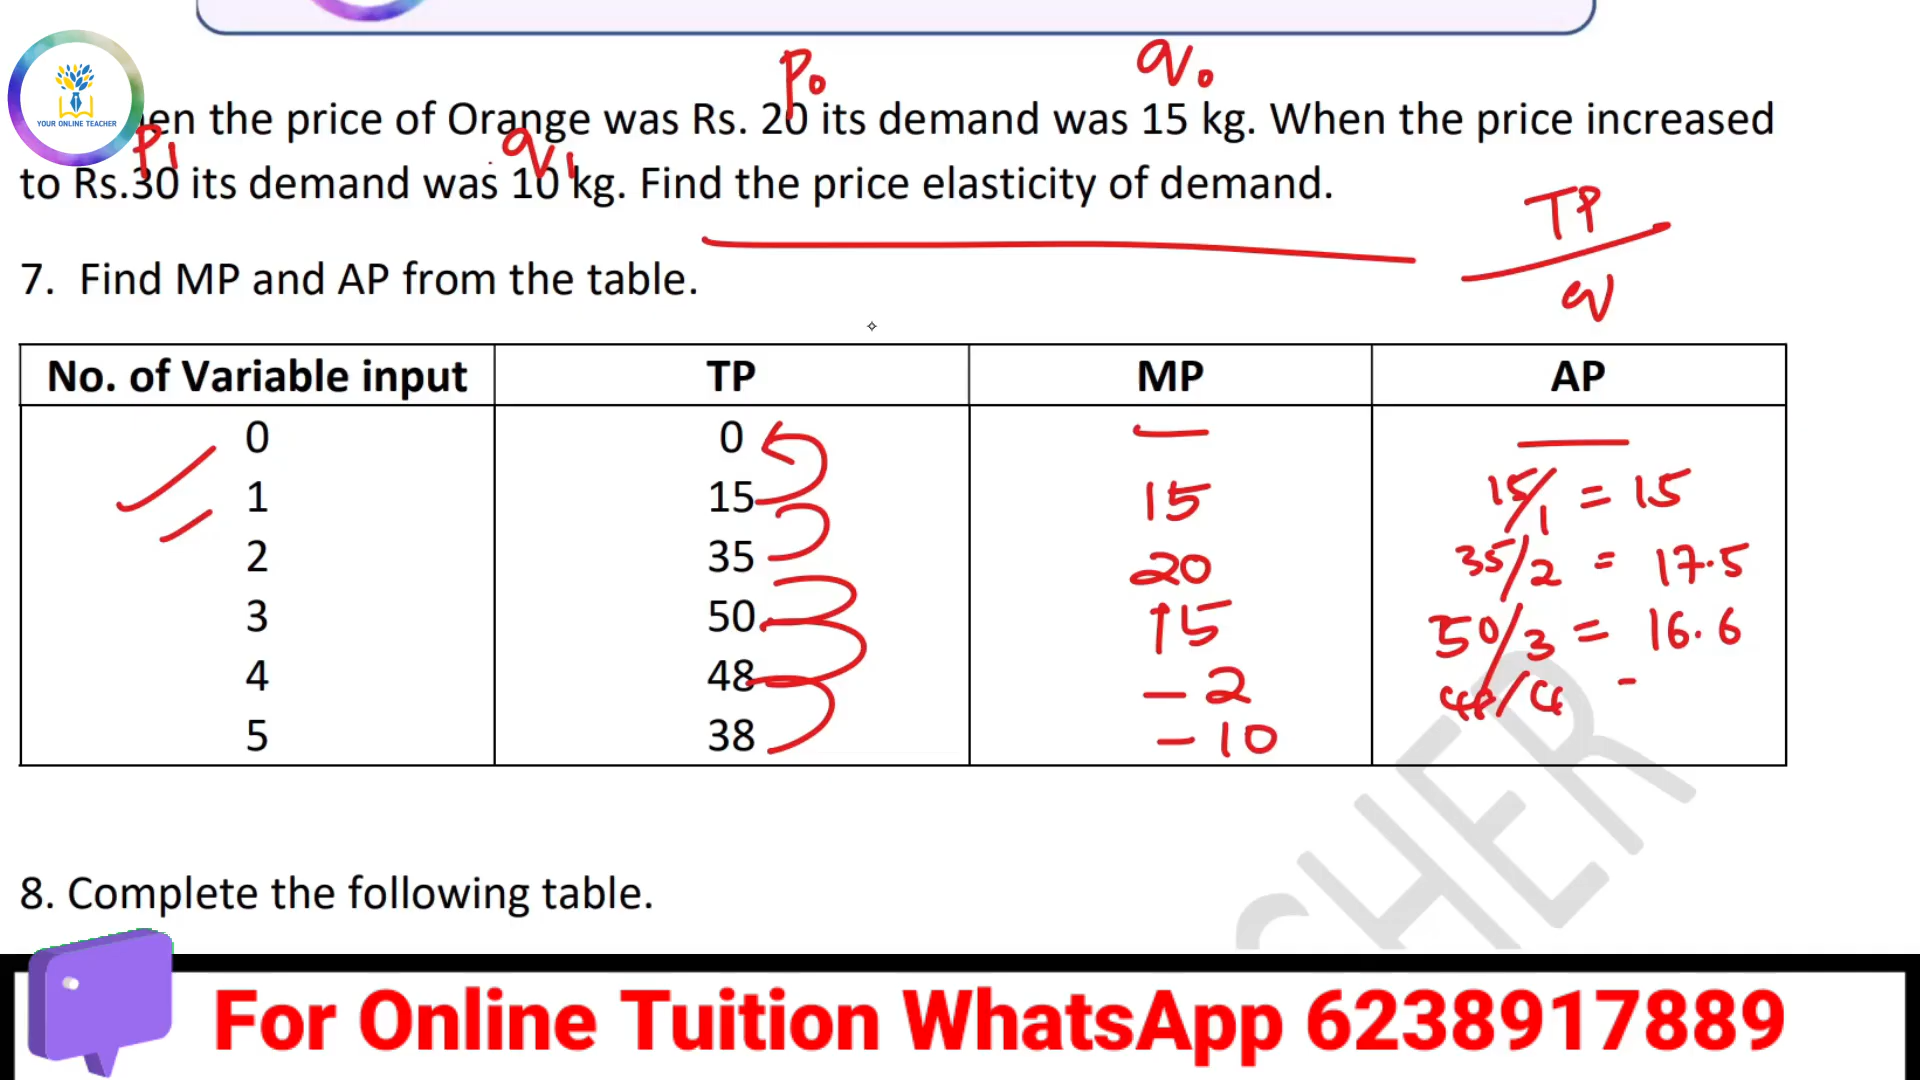 P0 q0
YOUR ONLINE TEACHER
en the price of Orange was Rs. 20 its demand was 15 kg. When the price increased
P1 q1
to Rs.30 its demand was 10 kg. Find the price elasticity of demand.
TP
q
7. Find MP and AP from the table.
No. of Variable input TP MP AP
0 0 — —
1 15 15 15/1 = 15
2 35 20 35/2 = 17.5
3 50 15 50/3 = 16.6
4 48 -2 48/4 =
5 38 -10
CHER
8. Complete the following table.
For Online Tuition WhatsApp 6238917889